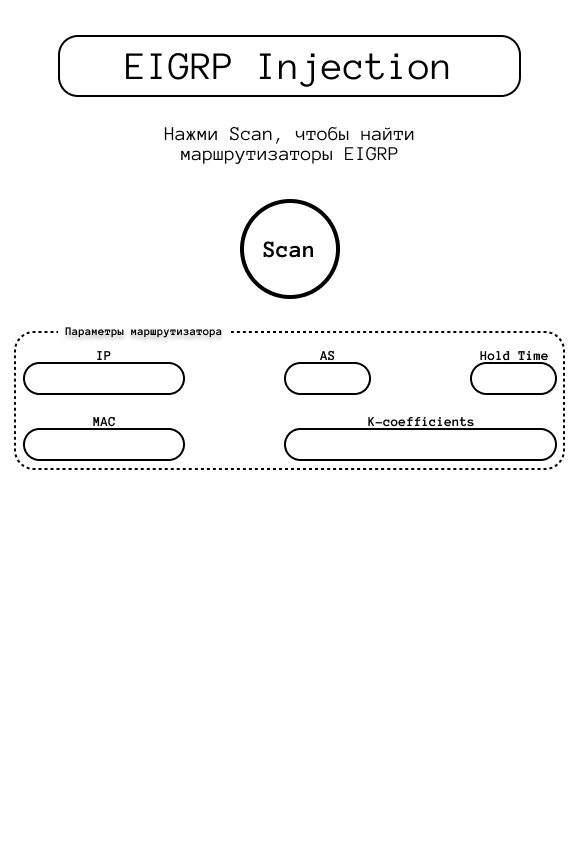 EIGRP Injection
Нажми Scan, чтобы найти
маршрутизаторы EIGRP
Scan
Параметры маршрутизатора
IP
AS
Hold Time
MAC
K-coefficients